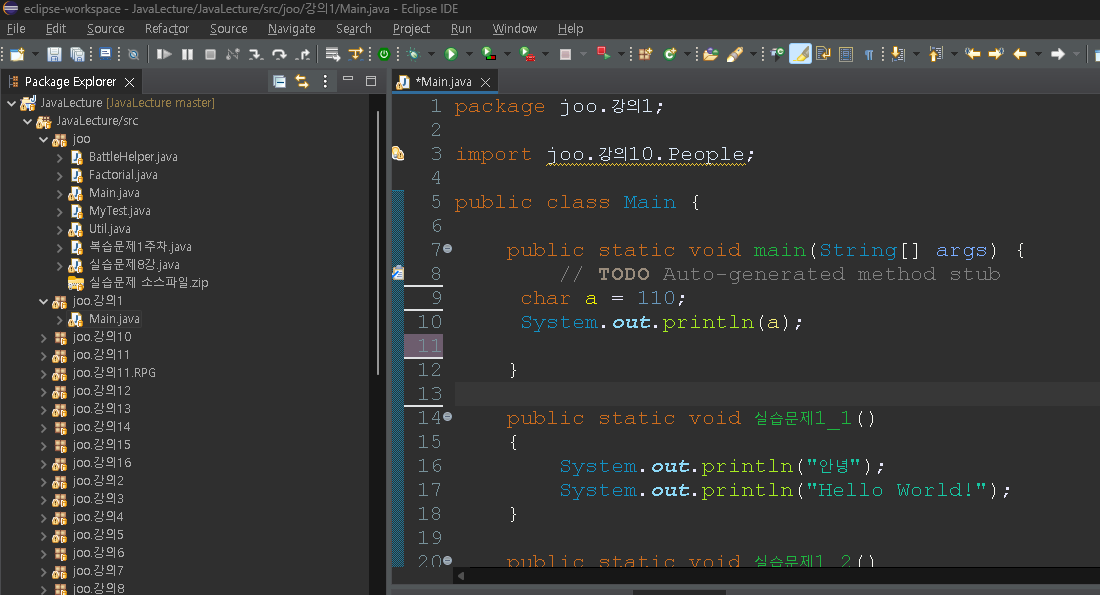 eclipse-workspace - JavaLecture/JavaLecture/src/joo/강의1/Main.java - Eclipse IDE
File Edit Source Refactor Source Navigate Search Project Run Window Help
Package Explorer
JavaLecture [JavaLecture master]
JavaLecture/src
joo
BattleHelper.java
Factorial.java
Main.java
MyTest.java
Util.java
복습문제1주차.java
실습문제8강.java
실습문제 소스파일.zip
joo.강의1
Main.java
joo.강의10
joo.강의11
joo.강의11.RPG
joo.강의12
joo.강의13
joo.강의14
joo.강의15
joo.강의16
joo.강의2
joo.강의3
joo.강의4
joo.강의5
joo.강의6
joo.강의7
joo.강의8
*Main.java
1 package joo.강의1;
2
3 import joo.강의10.People;
4
5 public class Main {
6
7 public static void main(String[] args) {
8 // TODO Auto-generated method stub
9 char a = 110;
10 System.out.println(a);
11
12 }
13
14 public static void 실습문제1_1()
15 {
16 System.out.println("안녕");
17 System.out.println("Hello World!");
18 }
19
20 public static void 실습문제1_2()